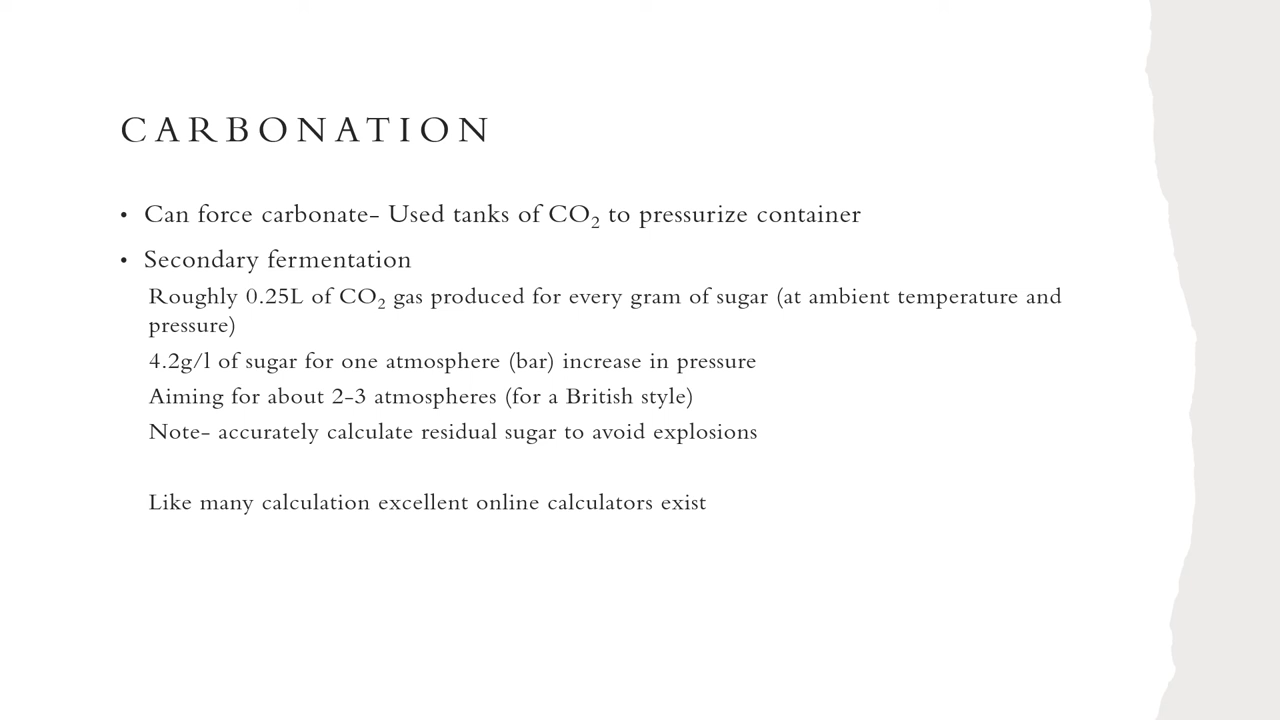 CARBONATION
• Can force carbonate- Used tanks of CO₂ to pressurize container
• Secondary fermentation
Roughly 0.25L of CO₂ gas produced for every gram of sugar (at ambient temperature and
pressure)
4.2g/l of sugar for one atmosphere (bar) increase in pressure
Aiming for about 2-3 atmospheres (for a British style)
Note- accurately calculate residual sugar to avoid explosions
Like many calculation excellent online calculators exist